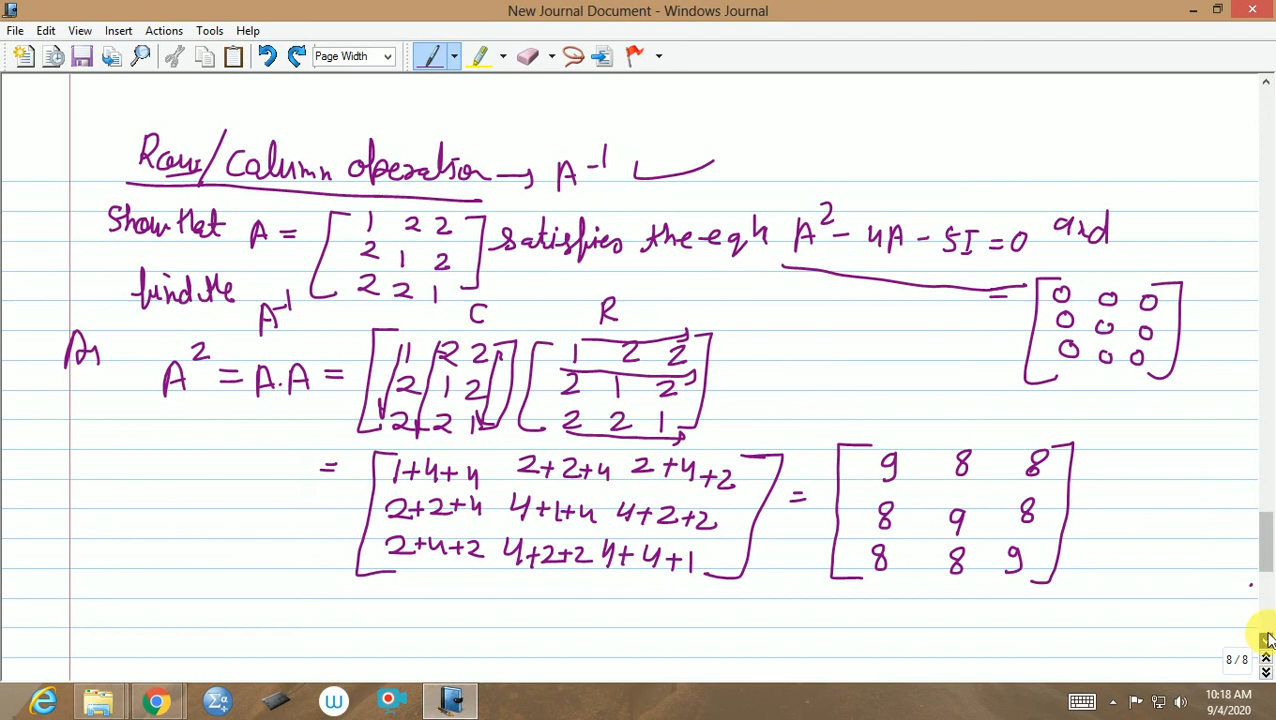 New Journal Document - Windows Journal
File Edit View Insert Actions Tools Help
Page Width
Row/Column operation → A⁻¹
Show that A = [1 2 2 satisfies the eqn A² - 4A - 5I = 0 and
2 1 2
2 2 1]
find the A⁻¹
= [0 0 0
0 0 0
0 0 0]
C R
A² = A.A = [1 2 2 [1 2 2
2 1 2 2 1 2
2 2 1] 2 2 1]
= [1+4+4 2+2+4 2+4+2 = [9 8 8
2+2+4 4+1+4 4+2+2 8 9 8
2+4+2 4+2+2 4+4+1] 8 8 9]
8 / 8
10:18 AM
9/4/2020